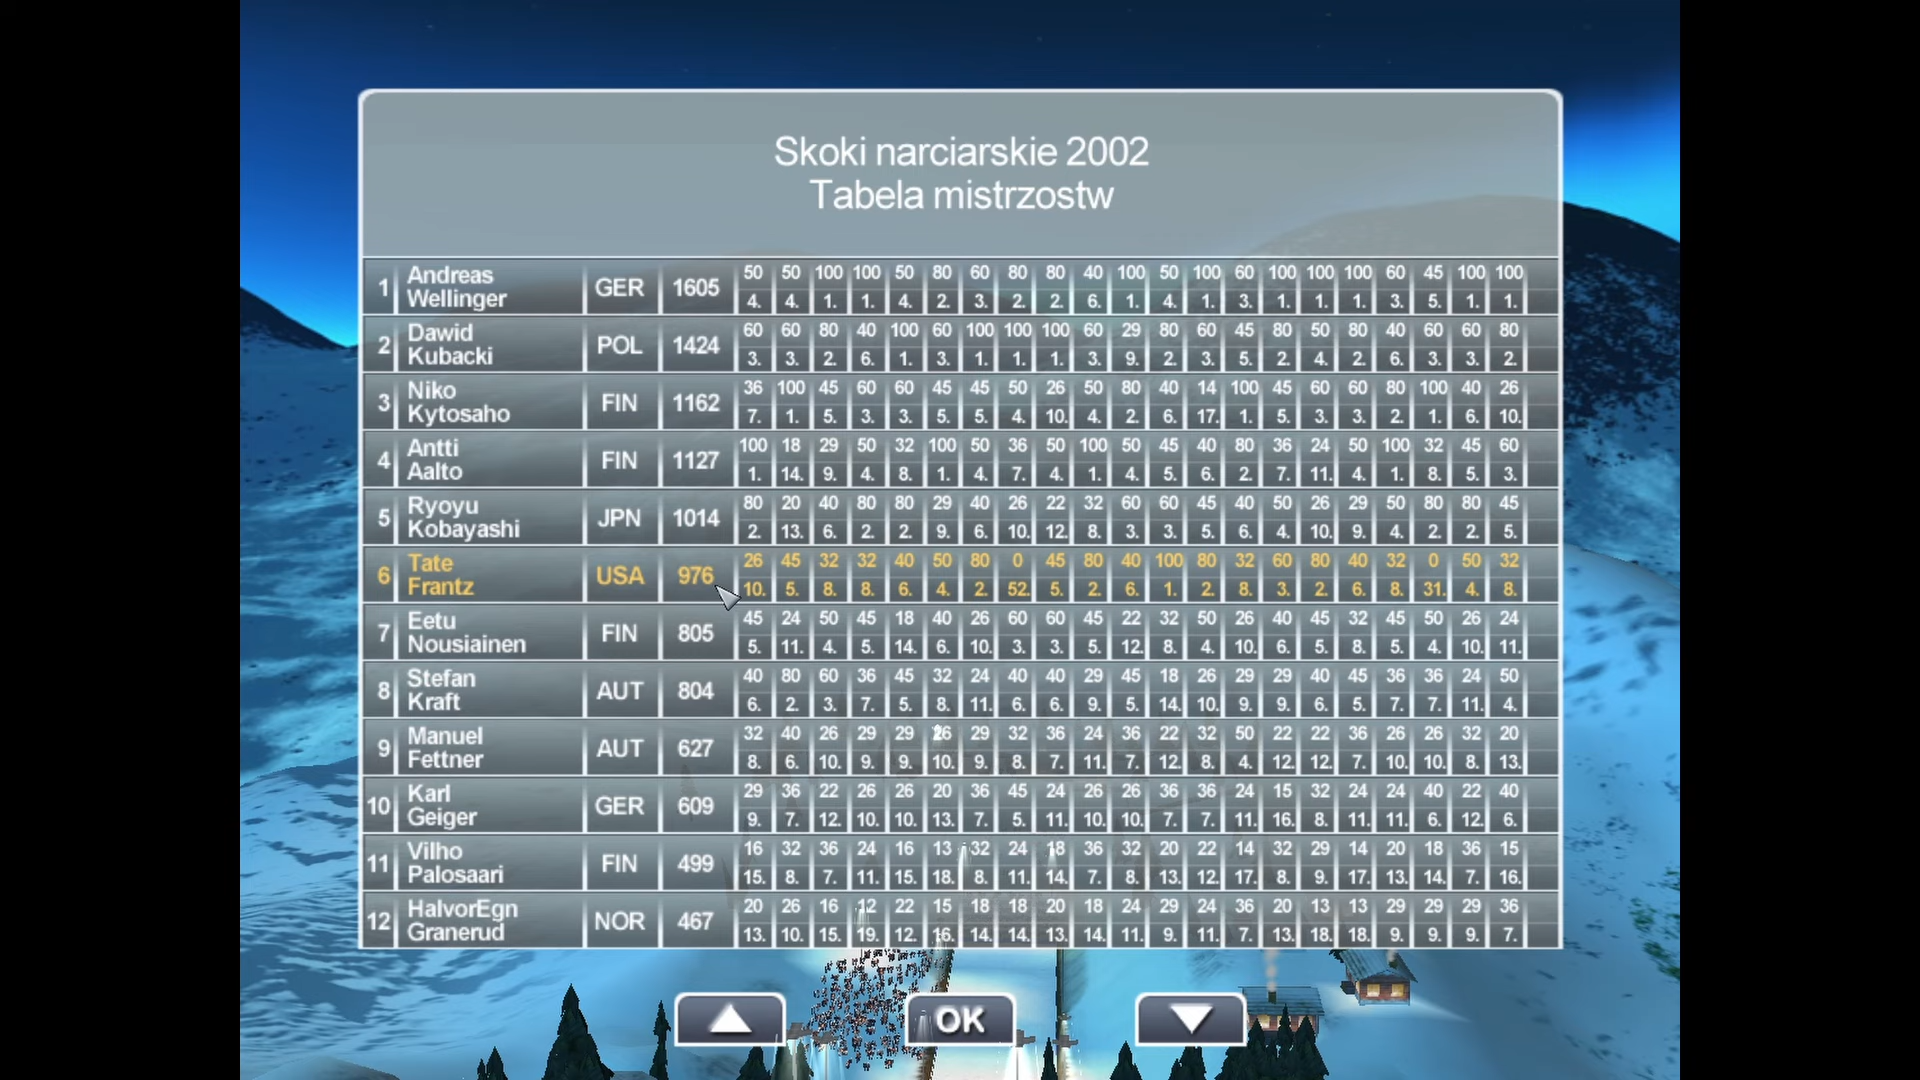 Skoki narciarskie 2002
Tabela mistrzostw
1 Andreas Wellinger GER 1605 50 50 100 100 50 80 60 80 80 40 100 50 100 60 100 100 100 60 45 100 100
4. 4. 1. 1. 4. 2. 3. 2. 2. 6. 1. 4. 1. 3. 1. 1. 1. 3. 5. 1. 1.
2 Dawid Kubacki POL 1424 60 60 80 40 100 60 100 100 100 60 29 80 60 45 80 50 80 40 60 60 80
3. 3. 2. 6. 1. 3. 1. 1. 1. 3. 9. 2. 3. 5. 2. 4. 2. 6. 3. 3. 2.
3 Niko Kytosaho FIN 1162 36 100 45 60 60 45 45 50 26 50 80 40 14 100 45 60 60 80 100 40 26
7. 1. 5. 3. 3. 5. 5. 4. 10. 4. 2. 6. 17. 1. 5. 3. 3. 2. 1. 6. 10.
4 Antti Aalto FIN 1127 100 18 29 50 32 100 50 36 50 100 50 45 40 80 36 24 50 100 32 45 60
1. 14. 9. 4. 8. 1. 4. 7. 4. 1. 4. 5. 6. 2. 7. 11. 4. 1. 8. 5. 3.
5 Ryoyu Kobayashi JPN 1014 80 20 40 80 80 29 40 26 22 32 60 60 45 40 50 26 29 50 80 80 45
2. 13. 6. 2. 2. 9. 6. 10. 12. 8. 3. 3. 5. 6. 4. 10. 9. 4. 2. 2. 5.
6 Tate Frantz USA 976 26 45 32 32 40 50 80 0 45 80 40 100 80 32 60 80 40 32 0 50 32
10. 5. 8. 8. 6. 4. 2. 52. 5. 2. 6. 1. 2. 8. 3. 2. 6. 8. 31. 4. 8.
7 Eetu Nousiainen FIN 805 45 24 50 45 18 40 26 60 60 45 22 32 50 26 40 45 32 45 50 26 24
5. 11. 4. 5. 14. 6. 10. 3. 3. 5. 12. 8. 4. 10. 6. 5. 8. 5. 4. 10. 11.
8 Stefan Kraft AUT 804 40 80 60 36 45 32 24 40 40 29 45 18 26 29 29 40 45 36 36 24 50
6. 2. 3. 7. 5. 8. 11. 6. 6. 9. 5. 14. 10. 9. 9. 6. 5. 7. 7. 11. 4.
9 Manuel Fettner AUT 627 32 40 26 29 29 26 29 32 36 24 36 22 32 50 22 22 36 26 26 32 20
8. 6. 10. 9. 9. 10. 9. 8. 7. 11. 7. 12. 8. 4. 12. 12. 7. 10. 10. 8. 13.
10 Karl Geiger GER 609 29 36 22 26 26 20 36 45 24 26 26 36 36 24 15 32 24 24 40 22 40
9. 7. 12. 10. 10. 13. 7. 5. 11. 10. 10. 7. 7. 11. 16. 8. 11. 11. 6. 12. 6.
11 Vilho Palosaari FIN 499 16 32 36 24 16 13 32 24 18 36 32 20 22 14 32 29 14 20 18 36 15
15. 8. 7. 11. 15. 18. 8. 11. 14. 7. 8. 13. 12. 17. 8. 9. 17. 13. 14. 7. 16.
12 HalvorEgn Granerud NOR 467 20 26 16 12 22 15 18 18 20 18 24 29 24 36 20 13 13 29 29 29 36
13. 10. 15. 19. 12. 16. 14. 14. 13. 14. 11. 9. 11. 7. 13. 18. 18. 9. 9. 9. 7.
OK